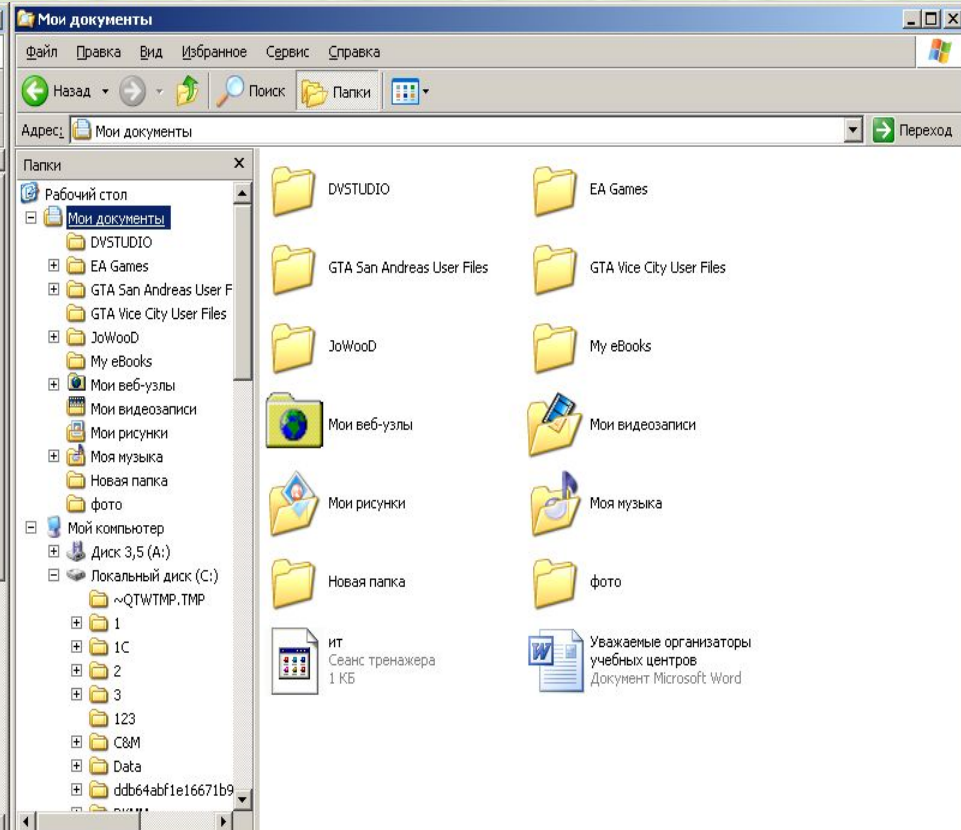 Мои документы
Файл Правка Вид Избранное Сервис Справка
Назад Поиск Папки
Адрес: Мои документы Переход
Папки
Рабочий стол
Мои документы
DVSTUDIO
EA Games
GTA San Andreas User F
GTA Vice City User Files
JoWooD
My eBooks
Мои веб-узлы
Мои видеозаписи
Мои рисунки
Моя музыка
Новая папка
фото
Мой компьютер
Диск 3,5 (A:)
Локальный диск (C:)
~QTWTMP.TMP
1
1C
2
3
123
C&M
Data
ddb64abf1e16671b9
DVSTUDIO
EA Games
GTA San Andreas User Files
GTA Vice City User Files
JoWooD
My eBooks
Мои веб-узлы
Мои видеозаписи
Мои рисунки
Моя музыка
Новая папка
фото
ит
Сеанс тренажера
1 КБ
Уважаемые организаторы
учебных центров
Документ Microsoft Word